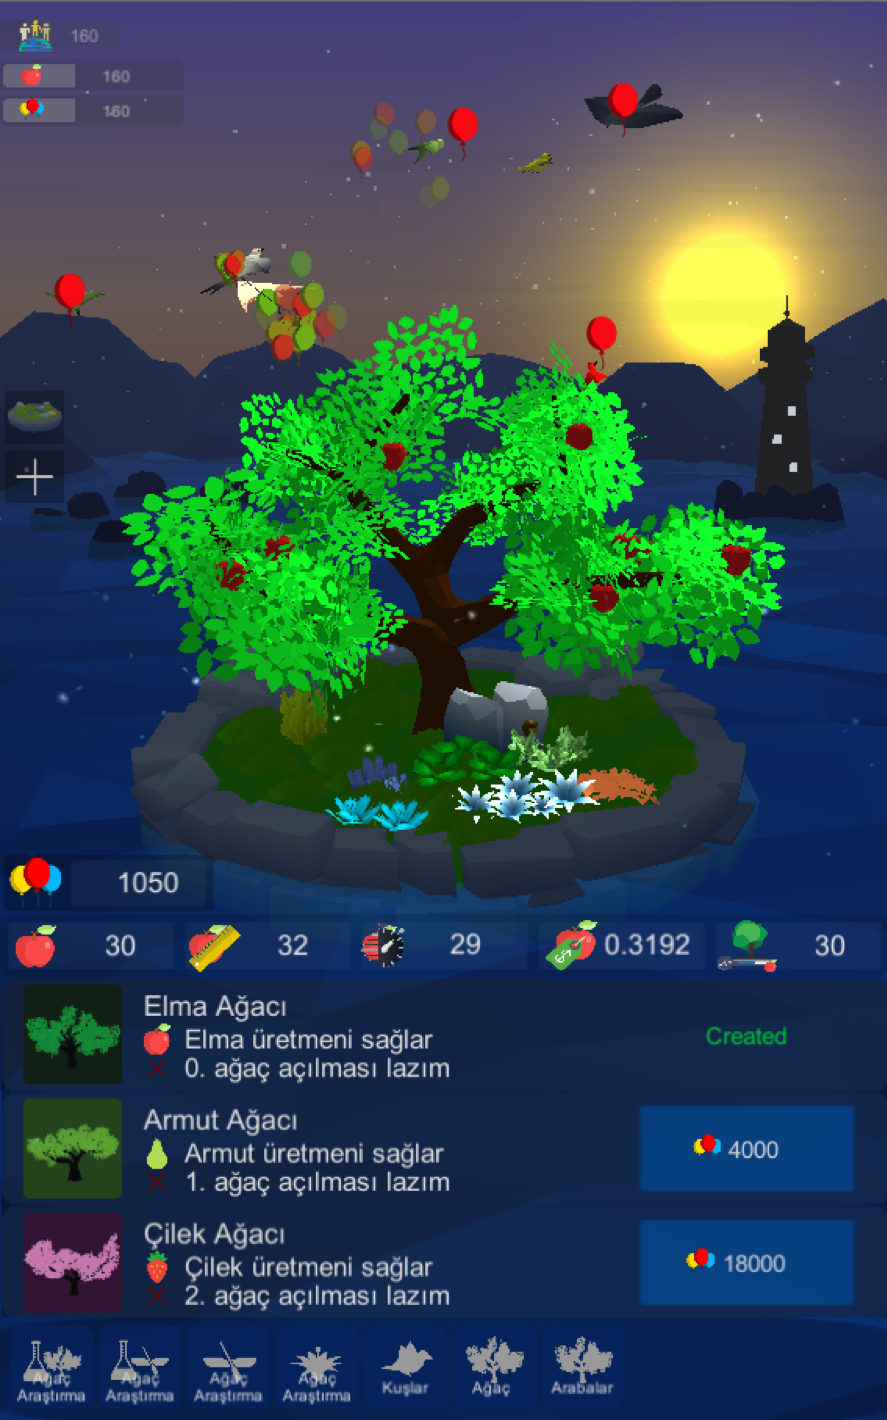 160
160
160
1050
30
32
29
0.3192
30
Elma Ağacı
Elma üretmeni sağlar
0. ağaç açılması lazım
Created
Armut Ağacı
Armut üretmeni sağlar
1. ağaç açılması lazım
4000
Çilek Ağacı
Çilek üretmeni sağlar
2. ağaç açılması lazım
18000
Ağaç
Araştırma
Ağaç
Araştırma
Ağaç
Araştırma
Ağaç
Araştırma
Kuşlar
Ağaç
Arabalar